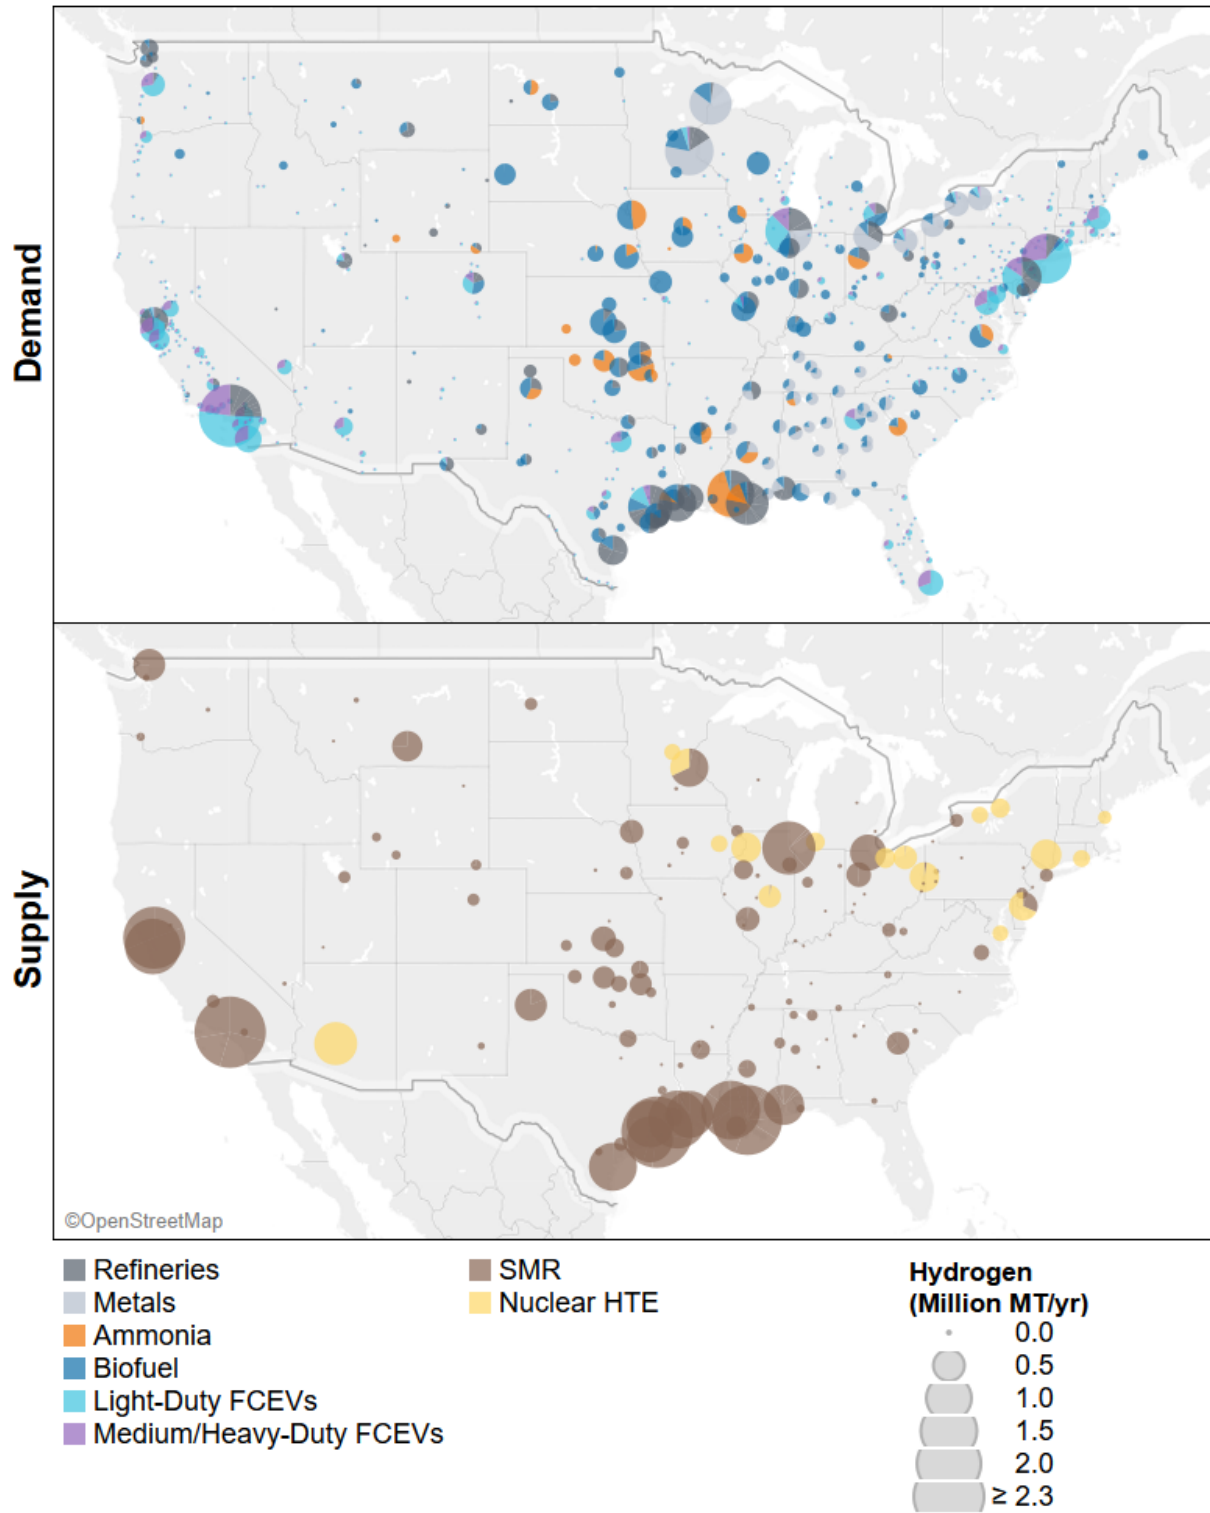 Demand
Supply
©OpenStreetMap
Refineries
Metals
Ammonia
Biofuel
Light-Duty FCEVs
Medium/Heavy-Duty FCEVs
SMR
Nuclear HTE
Hydrogen
(Million MT/yr)
0.0
0.5
1.0
1.5
2.0
≥ 2.3